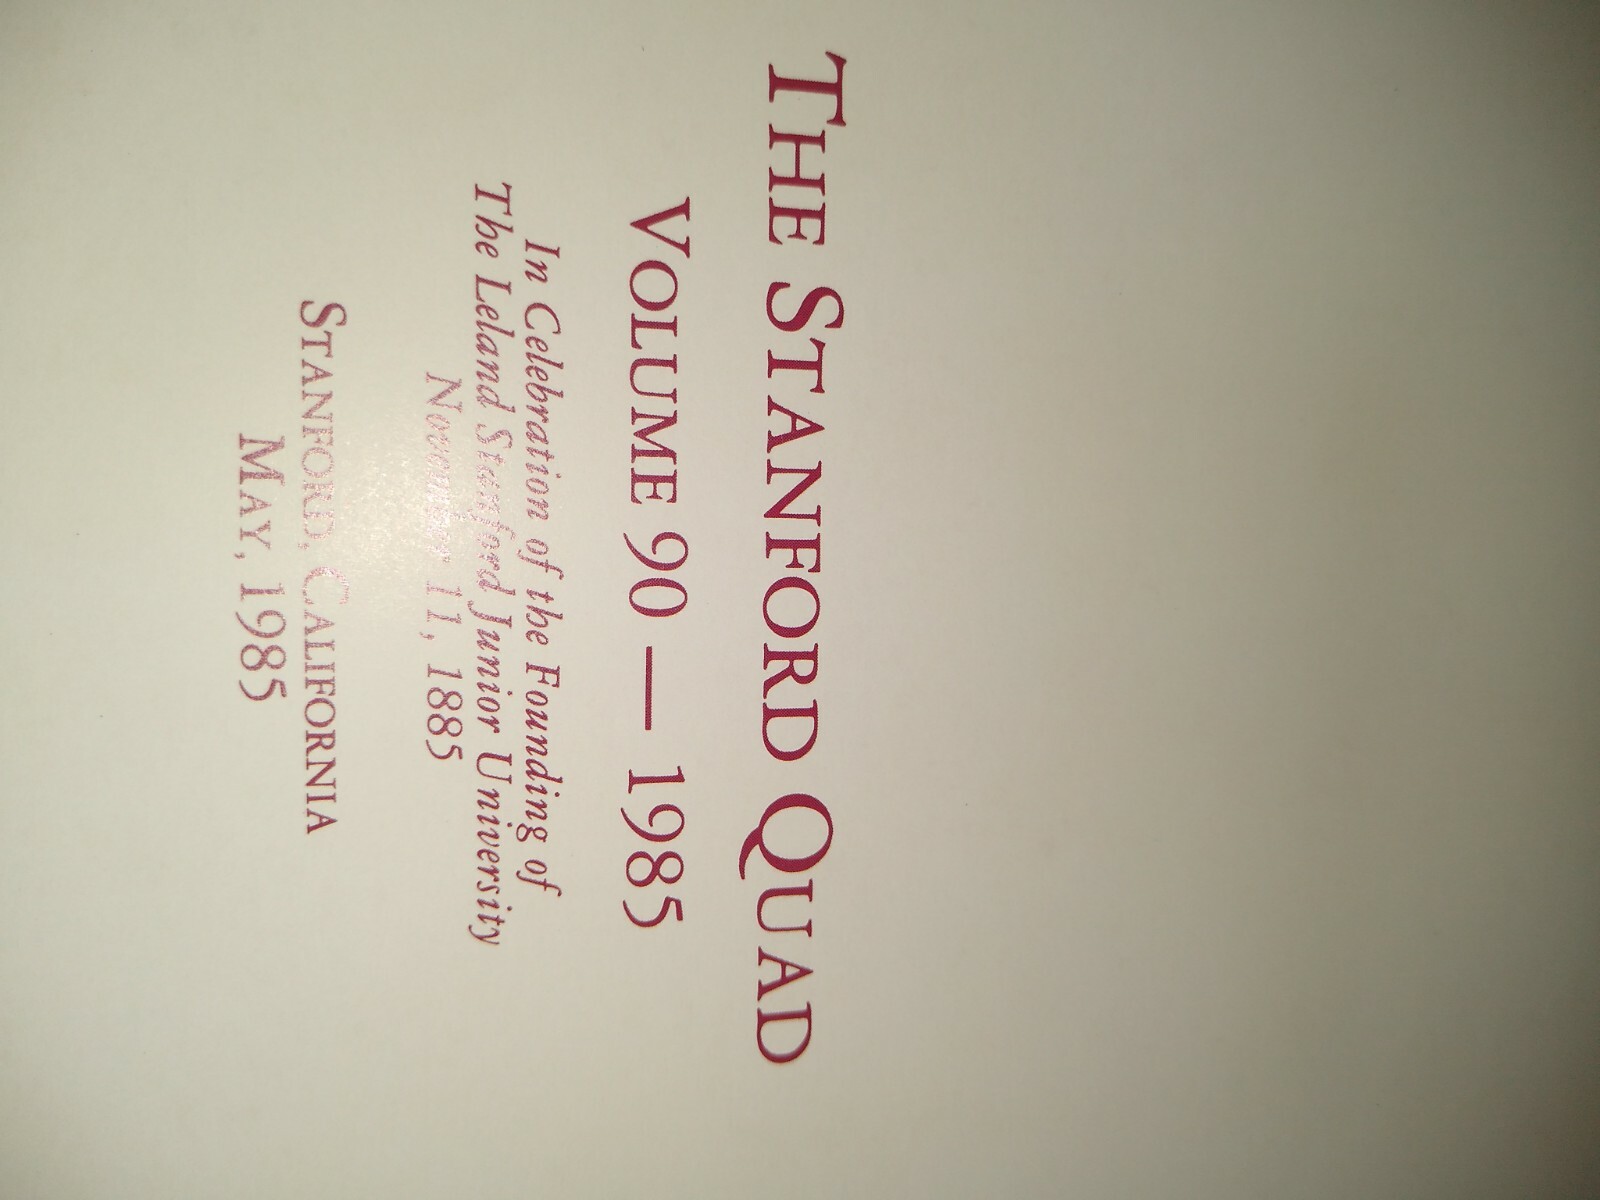 THE STANFORD QUAD
VOLUME 90 — 1985
In Celebration of the Founding of
The Leland Stanford Junior University
November 11, 1885
STANFORD, CALIFORNIA
MAY, 1985